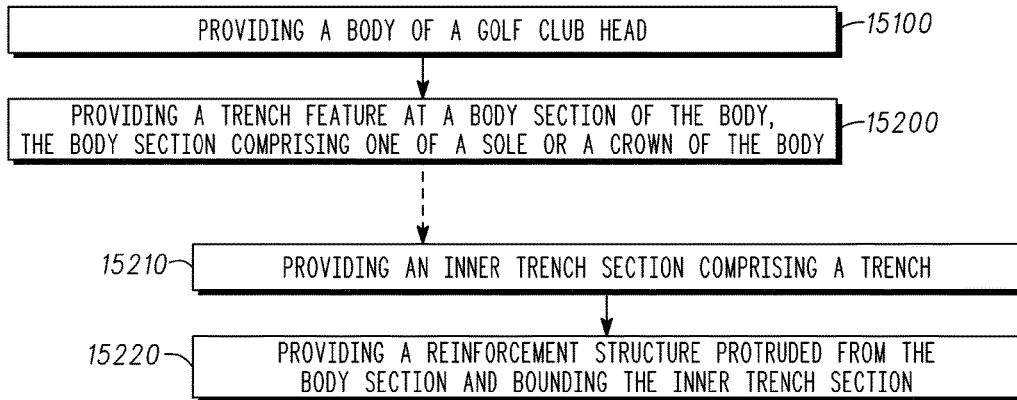 PROVIDING A BODY OF A GOLF CLUB HEAD
15100
PROVIDING A TRENCH FEATURE AT A BODY SECTION OF THE BODY,
THE BODY SECTION COMPRISING ONE OF A SOLE OR A CROWN OF THE BODY
15200
15210
PROVIDING AN INNER TRENCH SECTION COMPRISING A TRENCH
15220
PROVIDING A REINFORCEMENT STRUCTURE PROTRUDED FROM THE
BODY SECTION AND BOUNDING THE INNER TRENCH SECTION